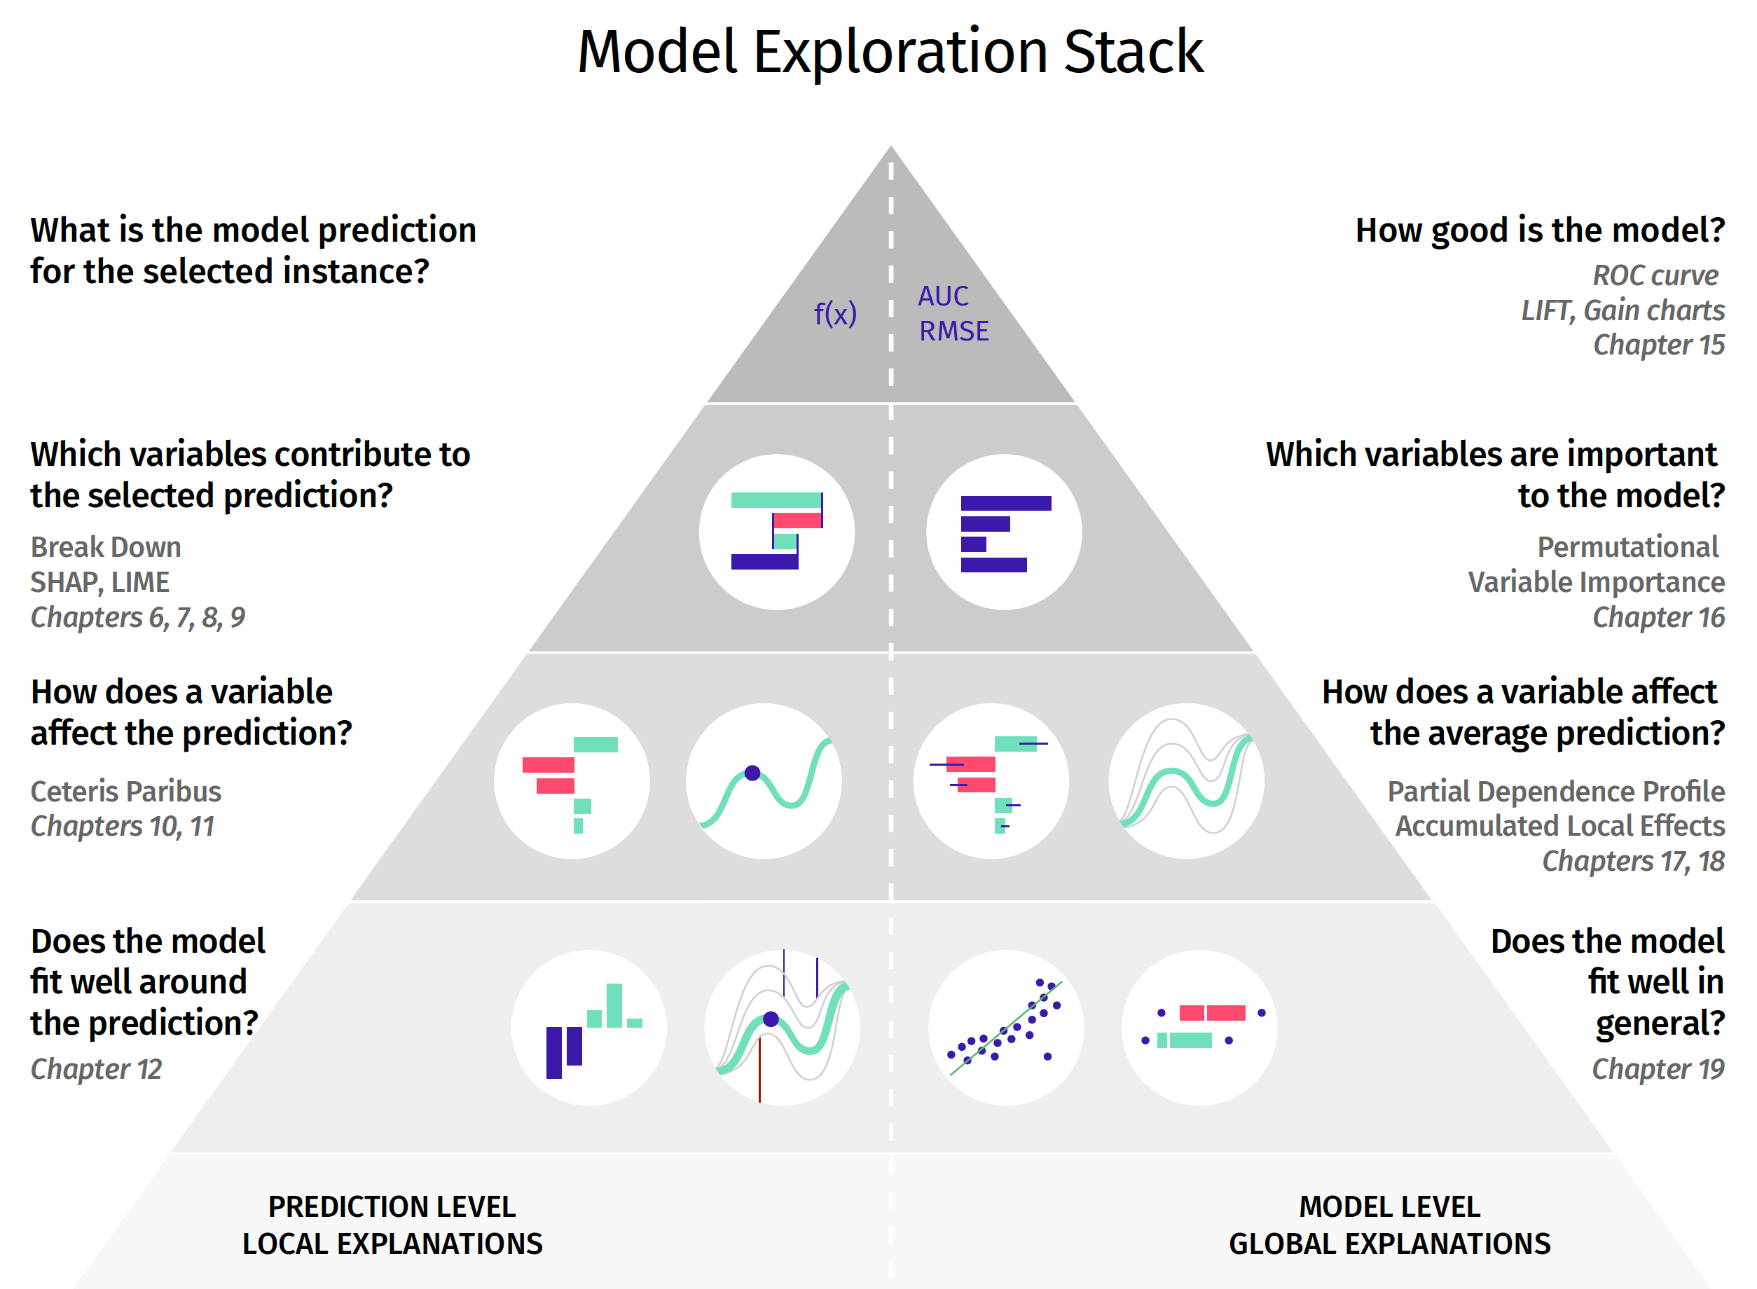 Model Exploration Stack
What is the model prediction
for the selected instance?
f(x)
AUC
RMSE
How good is the model?
ROC curve
LIFT, Gain charts
Chapter 15
Which variables contribute to
the selected prediction?
Break Down
SHAP, LIME
Chapters 6, 7, 8, 9
Which variables are important
to the model?
Permutational
Variable Importance
Chapter 16
How does a variable
affect the prediction?
Ceteris Paribus
Chapters 10, 11
How does a variable affect
the average prediction?
Partial Dependence Profile
Accumulated Local Effects
Chapters 17, 18
Does the model
fit well around
the prediction?
Chapter 12
Does the model
fit well in
general?
Chapter 19
PREDICTION LEVEL
LOCAL EXPLANATIONS
MODEL LEVEL
GLOBAL EXPLANATIONS